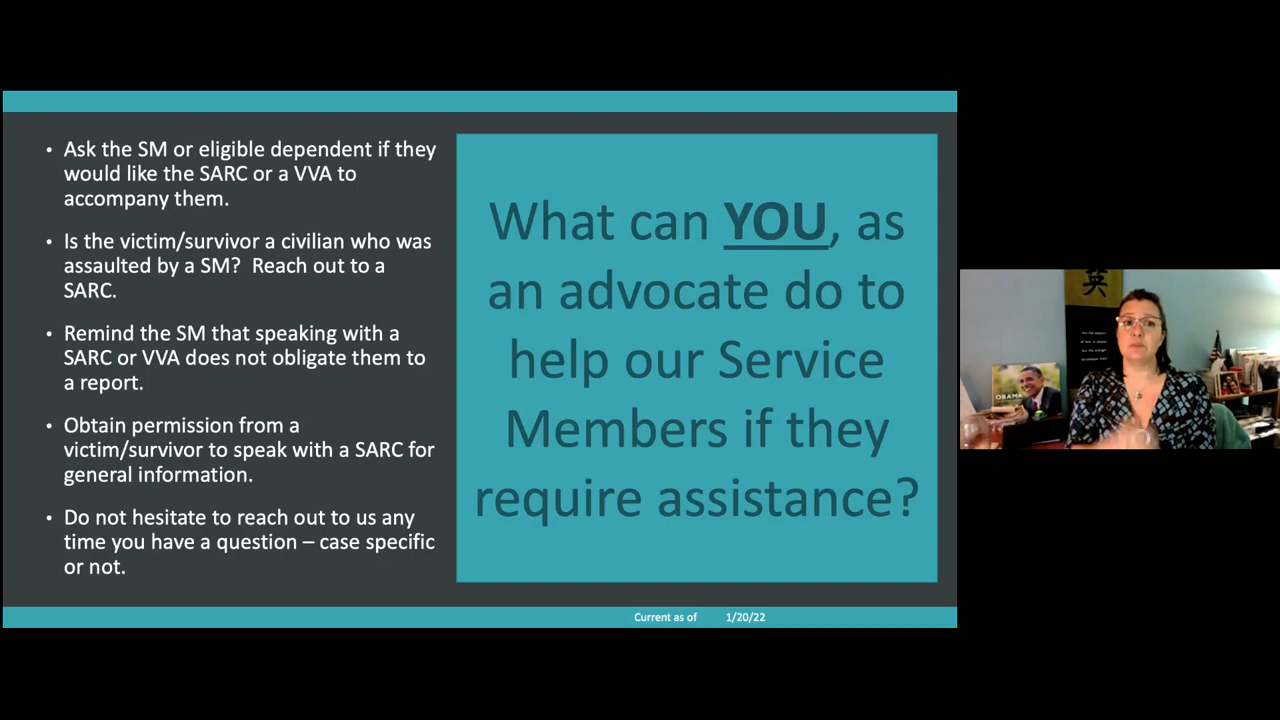 • Ask the SM or eligible dependent if they
would like the SARC or a VVA to
accompany them.
• Is the victim/survivor a civilian who was
assaulted by a SM?  Reach out to a
SARC.
• Remind the SM that speaking with a
SARC or VVA does not obligate them to
a report.
• Obtain permission from a
victim/survivor to speak with a SARC for
general information.
• Do not hesitate to reach out to us any
time you have a question – case specific
or not.
What can YOU, as
an advocate do to
help our Service
Members if they
require assistance?
Current as of 1/20/22
英
OBAMA